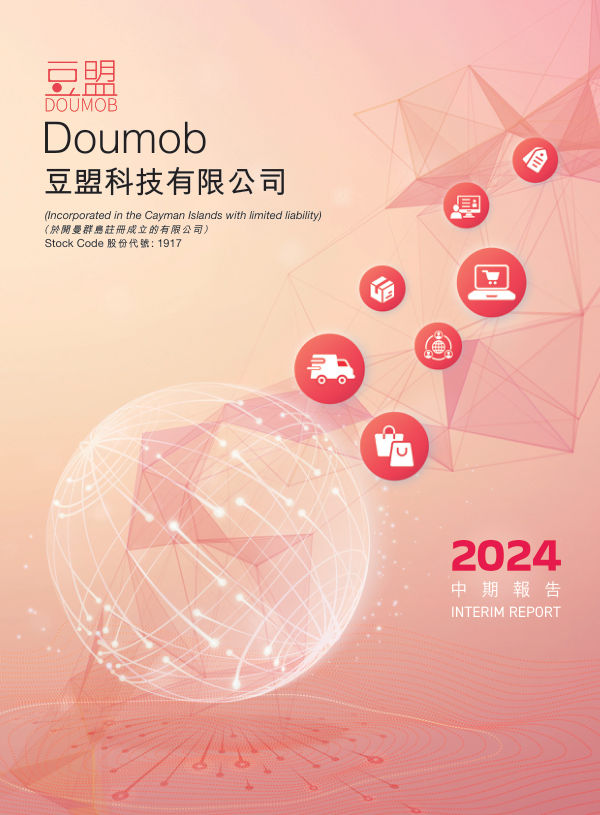 豆盟
DOUMOB
Doumob
豆盟科技有限公司
(Incorporated in the Cayman Islands with limited liability)
(於開曼群島註冊成立的有限公司)
Stock Code 股份代號: 1917
2024
中期報告
INTERIM REPORT